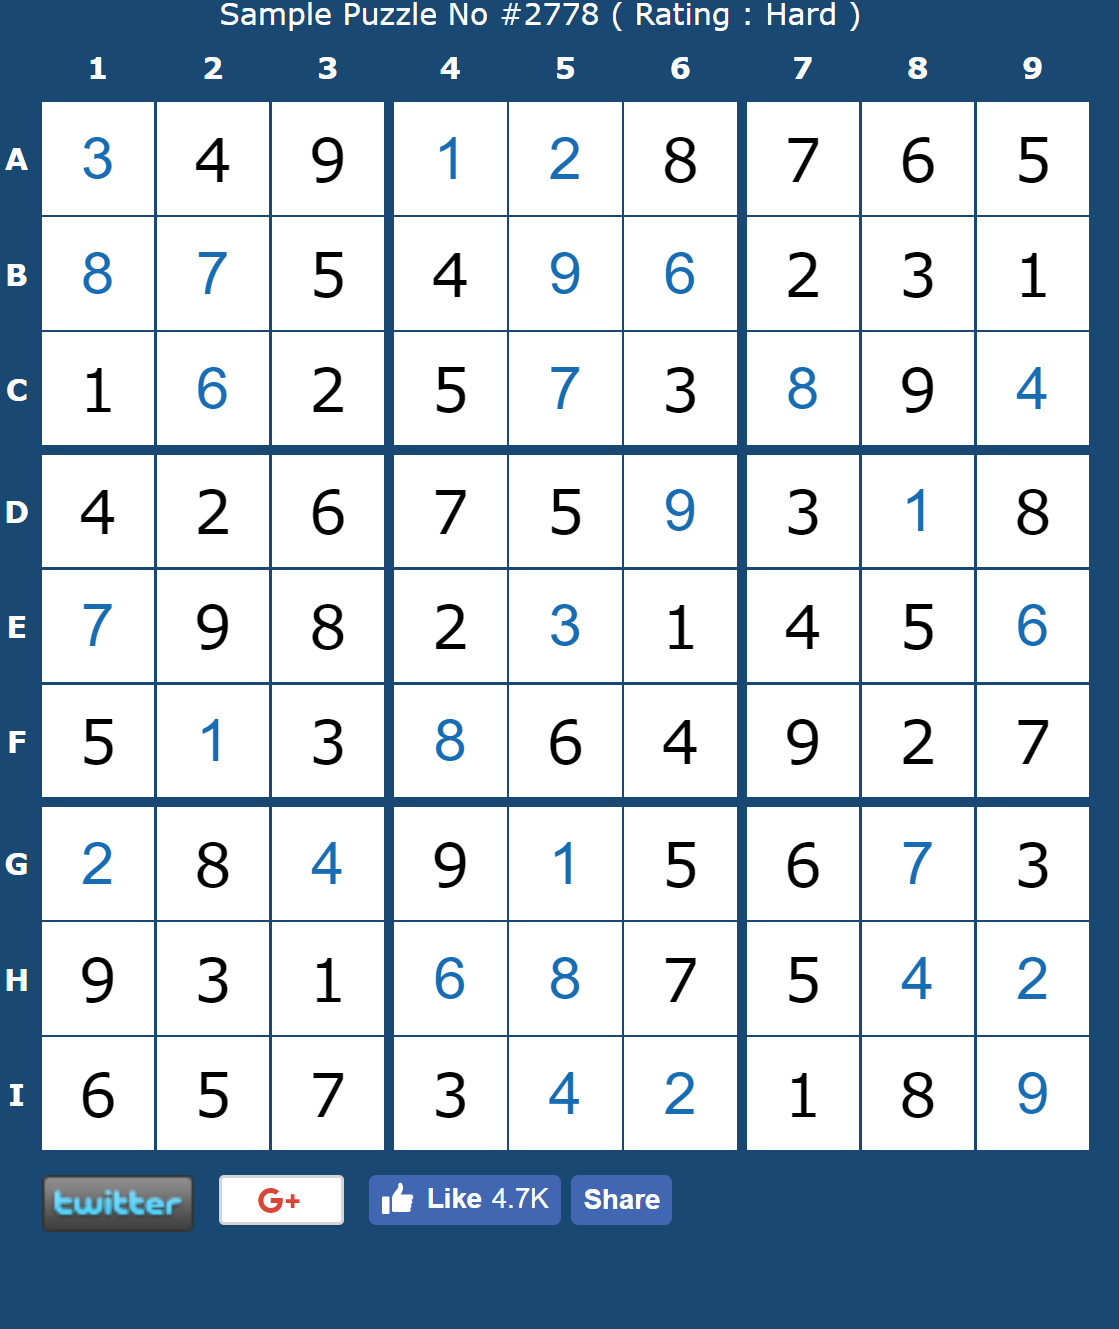 Sample Puzzle No #2778 ( Rating : Hard )
1 2 3 4 5 6 7 8 9
A 3 4 9 1 2 8 7 6 5
B 8 7 5 4 9 6 2 3 1
C 1 6 2 5 7 3 8 9 4
D 4 2 6 7 5 9 3 1 8
E 7 9 8 2 3 1 4 5 6
F 5 1 3 8 6 4 9 2 7
G 2 8 4 9 1 5 6 7 3
H 9 3 1 6 8 7 5 4 2
I 6 5 7 3 4 2 1 8 9
twitter G+ Like 4.7K Share